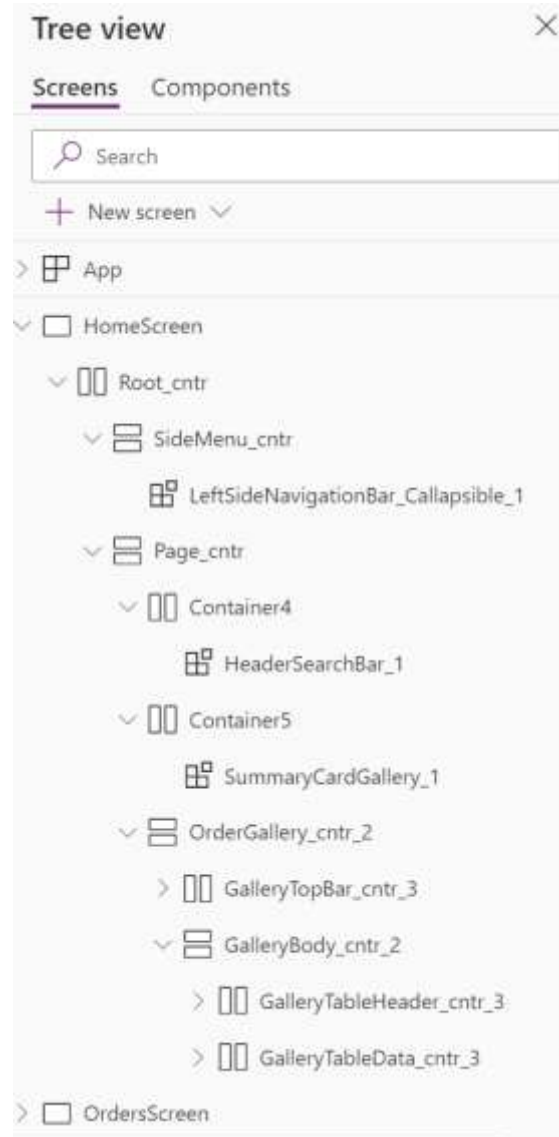 Tree view
Screens Components
Search
New screen
App
HomeScreen
Root_cntr
SideMenu_cntr
LeftSideNavigationBar_Callapsible_1
Page_cntr
Container4
HeaderSearchBar_1
Container5
SummaryCardGallery_1
OrderGallery_cntr_2
GalleryTopBar_cntr_3
GalleryBody_cntr_2
GalleryTableHeader_cntr_3
GalleryTableData_cntr_3
OrdersScreen